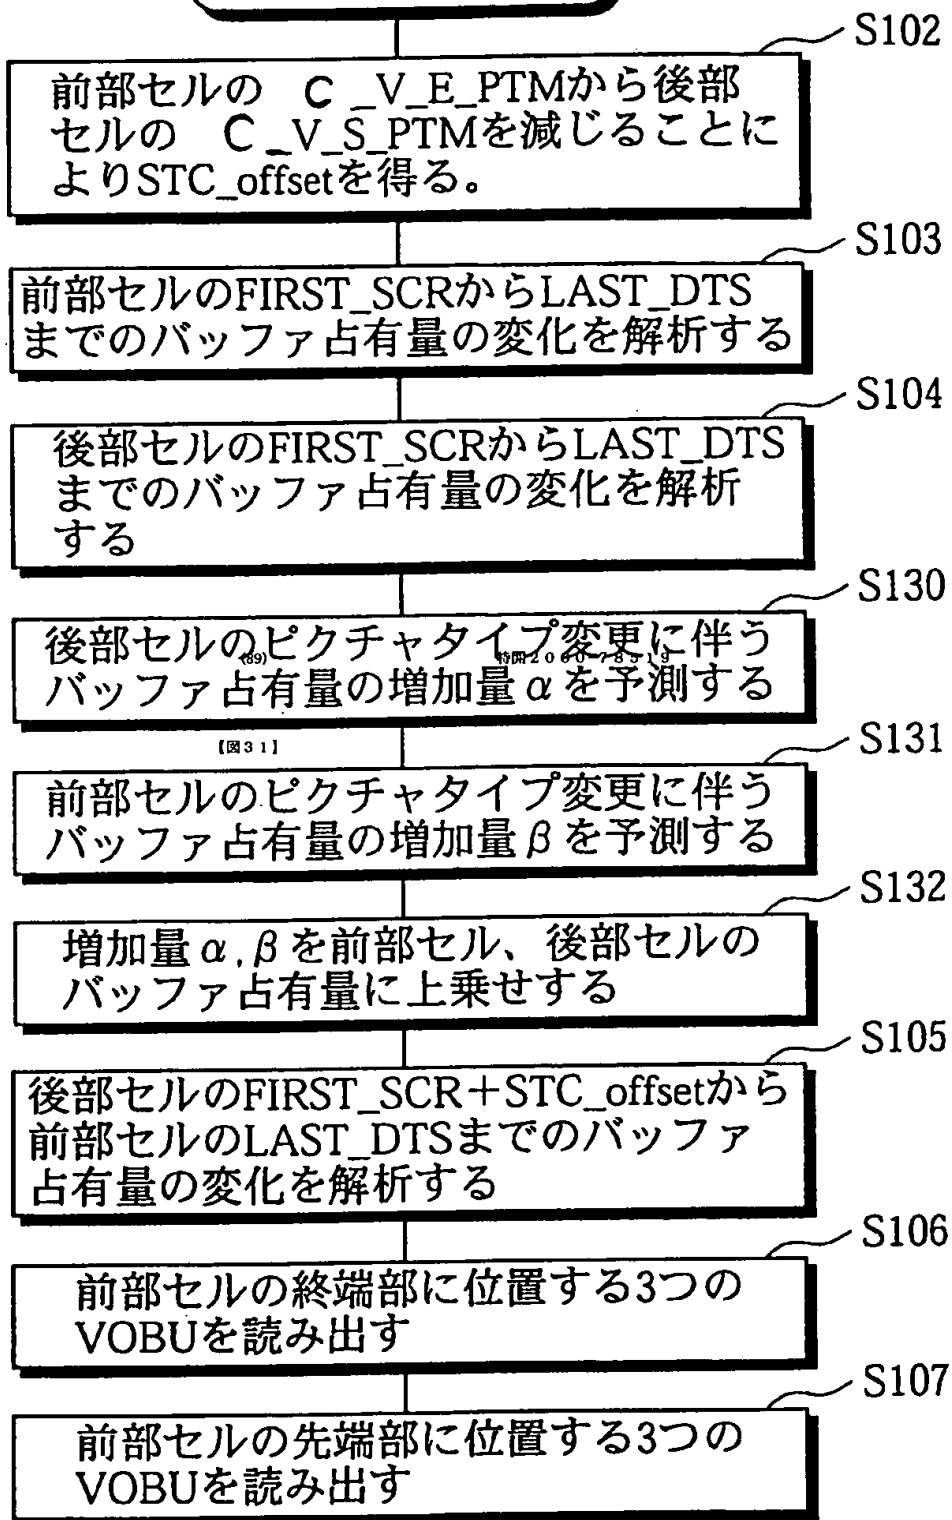 S102
前部セルの C_V_E_PTMから後部
セルの C_V_S_PTMを減じることに
よりSTC_offsetを得る。
S103
前部セルのFIRST_SCRからLAST_DTS
までのバッファ占有量の変化を解析する
S104
後部セルのFIRST_SCRからLAST_DTS
までのバッファ占有量の変化を解析
する
S130
後部セルのピクチャタイプ変更に伴う
(89)
特開2000-78519
バッファ占有量の増加量αを予測する
【図31】
S131
前部セルのピクチャタイプ変更に伴う
バッファ占有量の増加量βを予測する
S132
増加量α,βを前部セル、後部セルの
バッファ占有量に上乗せする
S105
後部セルのFIRST_SCR+STC_offsetから
前部セルのLAST_DTSまでのバッファ
占有量の変化を解析する
S106
前部セルの終端部に位置する3つの
VOBUを読み出す
S107
前部セルの先端部に位置する3つの
VOBUを読み出す